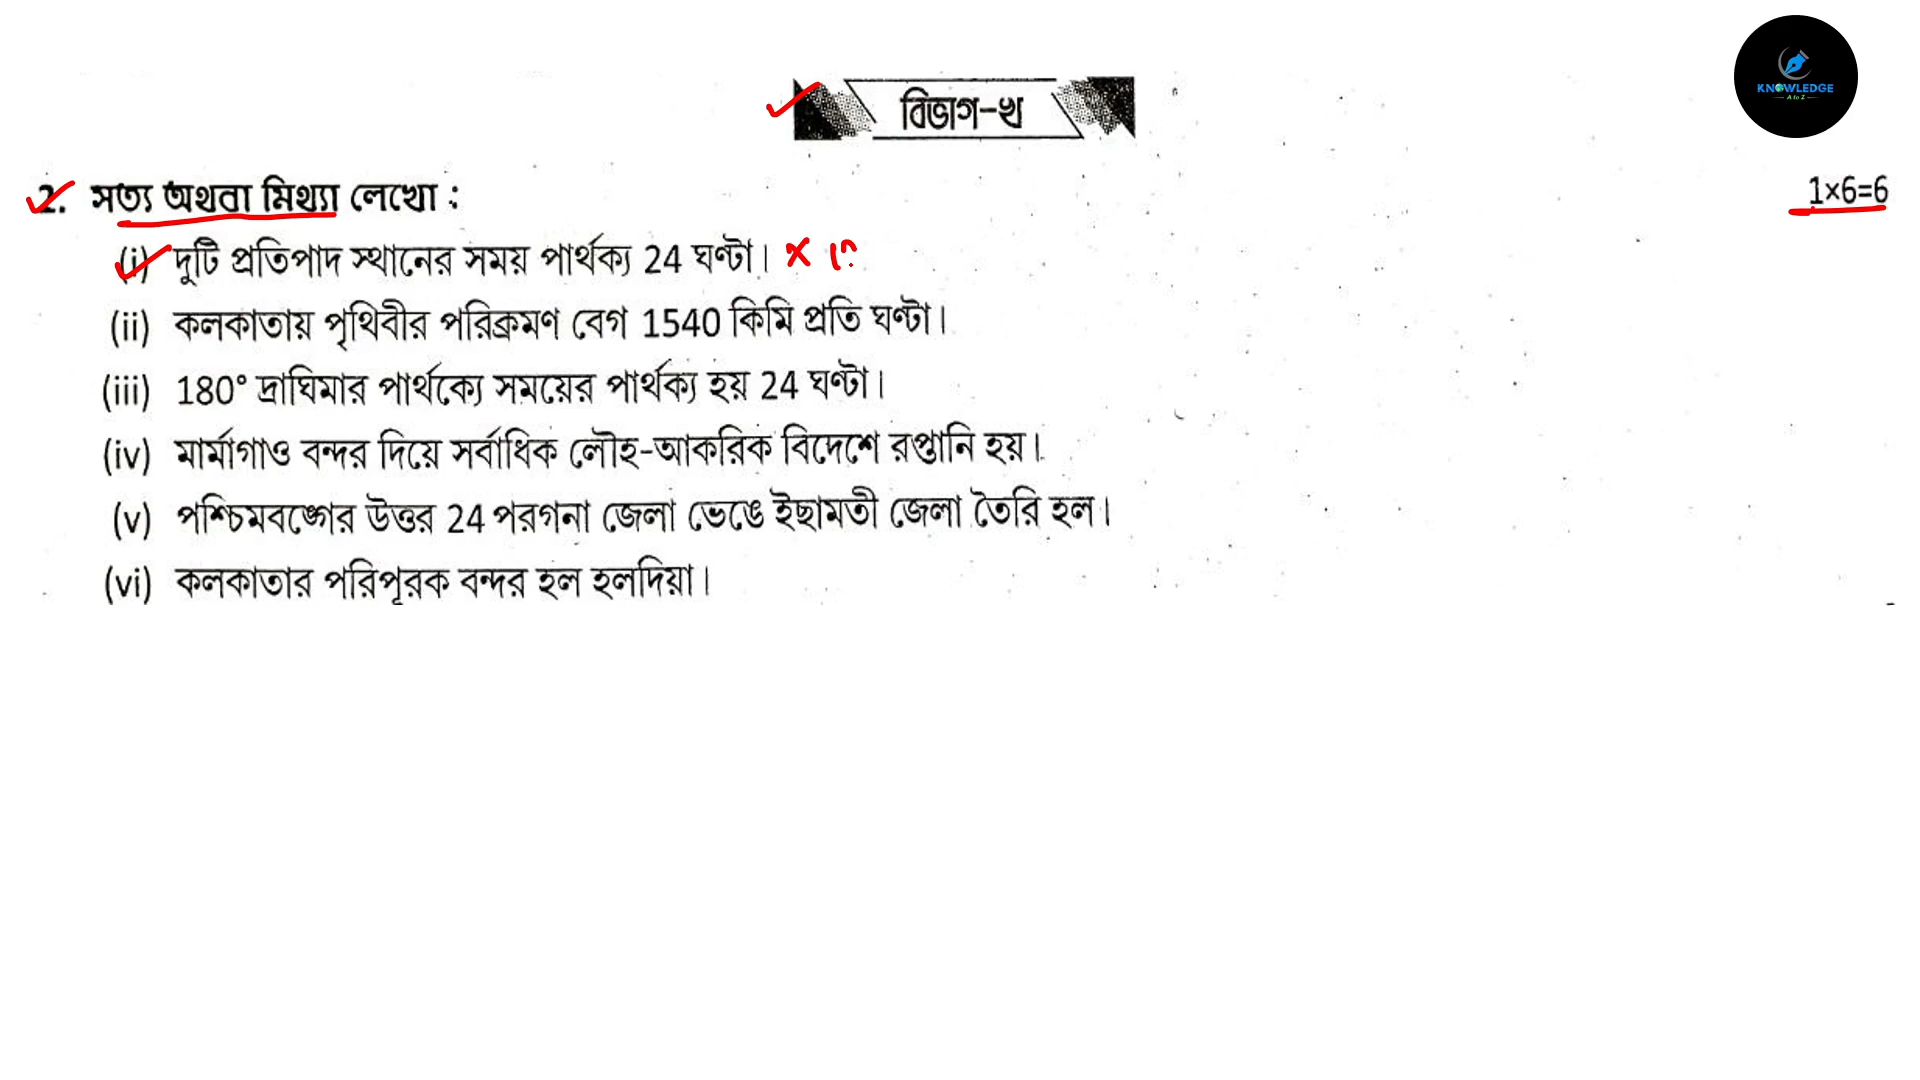 KNOWLEDGE
A to Z
বিভাগ-খ
2. সত্য অথবা মিথ্যা লেখো : 1×6=6
(i) দুটি প্রতিপাদ স্থানের সময় পার্থক্য 24 ঘণ্টা। ×
(ii) কলকাতায় পৃথিবীর পরিক্রমণ বেগ 1540 কিমি প্রতি ঘণ্টা।
(iii) 180° দ্রাঘিমার পার্থক্যে সময়ের পার্থক্য হয় 24 ঘণ্টা।
(iv) মার্মাগাও বন্দর দিয়ে সর্বাধিক লৌহ-আকরিক বিদেশে রপ্তানি হয়।
(v) পশ্চিমবঙ্গের উত্তর 24 পরগনা জেলা ভেঙে ইছামতী জেলা তৈরি হল।
(vi) কলকাতার পরিপূরক বন্দর হল হলদিয়া।